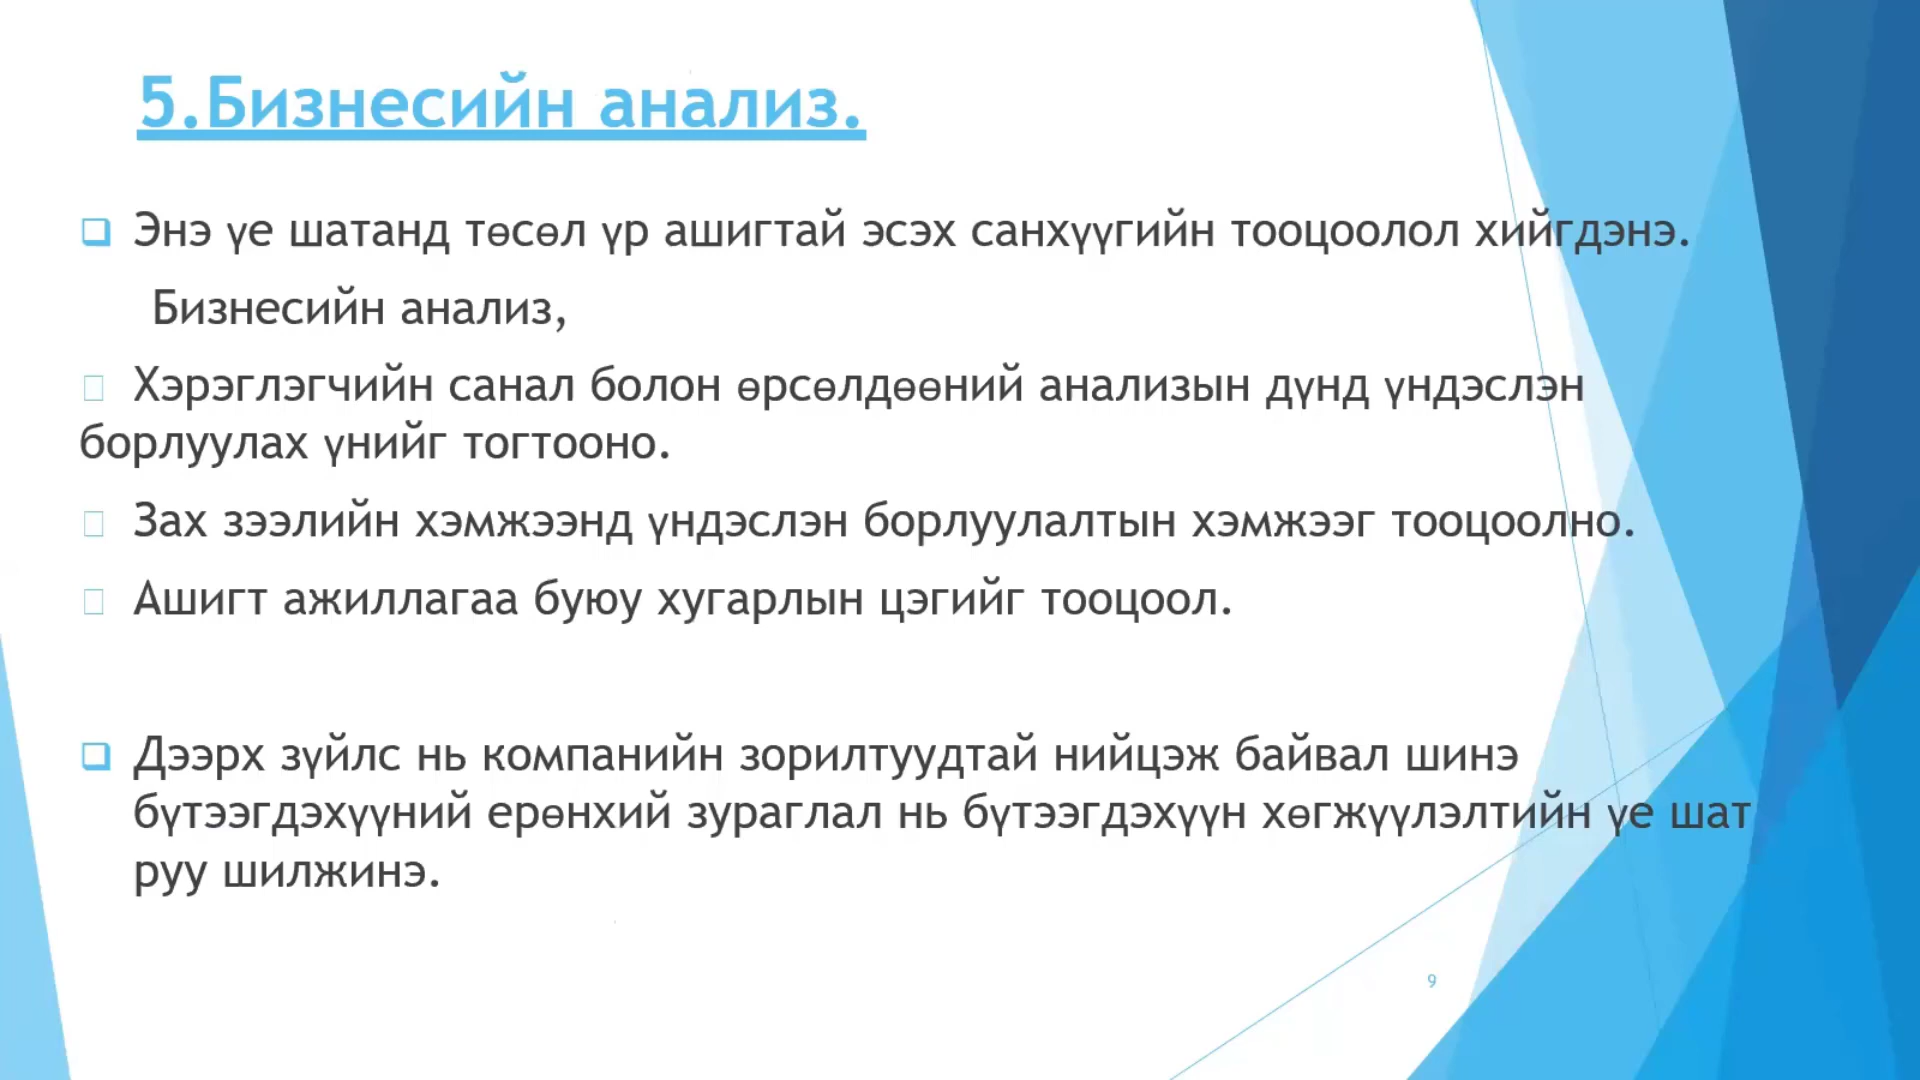 5.Бизнесийн анализ.
Энэ үе шатанд төсөл үр ашигтай эсэх санхүүгийн тооцоолол хийгдэнэ.
Бизнесийн анализ,
Хэрэглэгчийн санал болон өрсөлдөөний анализын дүнд үндэслэн
борлуулах үнийг тогтооно.
Зах зээлийн хэмжээнд үндэслэн борлуулалтын хэмжээг тооцоолно.
Ашигт ажиллагаа буюу хугарлын цэгийг тооцоол.
Дээрх зүйлс нь компанийн зорилтуудтай нийцэж байвал шинэ
бүтээгдэхүүний ерөнхий зураглал нь бүтээгдэхүүн хөгжүүлэлтийн үе шат
руу шилжинэ.
9